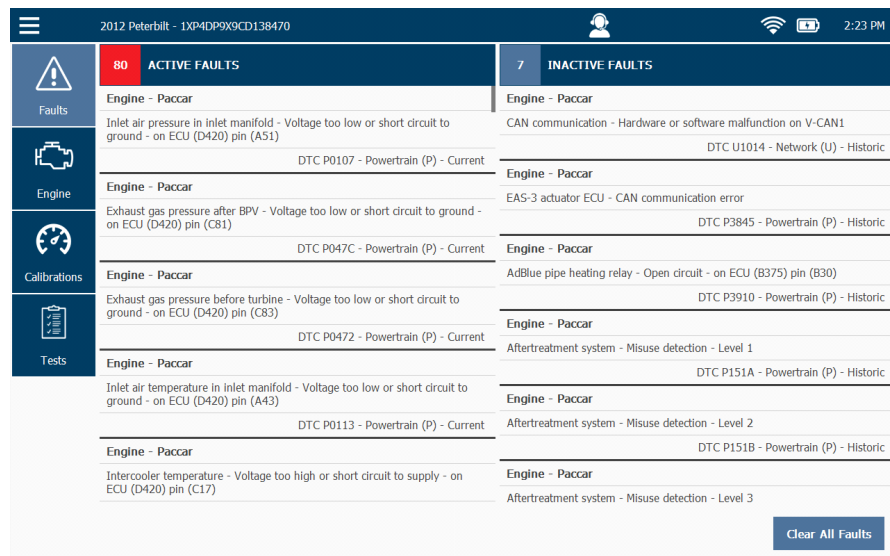 2012 Peterbilt - 1XP4DP9X9CD138470
2:23 PM
Faults
Engine
Calibrations
Tests
80 ACTIVE FAULTS
Engine - Paccar
Inlet air pressure in inlet manifold - Voltage too low or short circuit to
ground - on ECU (D420) pin (A51)
DTC P0107 - Powertrain (P) - Current
Engine - Paccar
Exhaust gas pressure after BPV - Voltage too low or short circuit to ground -
on ECU (D420) pin (C81)
DTC P047C - Powertrain (P) - Current
Engine - Paccar
Exhaust gas pressure before turbine - Voltage too low or short circuit to
ground - on ECU (D420) pin (C83)
DTC P0472 - Powertrain (P) - Current
Engine - Paccar
Inlet air temperature in inlet manifold - Voltage too low or short circuit to
ground - on ECU (D420) pin (A43)
DTC P0113 - Powertrain (P) - Current
Engine - Paccar
Intercooler temperature - Voltage too high or short circuit to supply - on
ECU (D420) pin (C17)
7 INACTIVE FAULTS
Engine - Paccar
CAN communication - Hardware or software malfunction on V-CAN1
DTC U1014 - Network (U) - Historic
Engine - Paccar
EAS-3 actuator ECU - CAN communication error
DTC P3845 - Powertrain (P) - Historic
Engine - Paccar
AdBlue pipe heating relay - Open circuit - on ECU (B375) pin (B30)
DTC P3910 - Powertrain (P) - Historic
Engine - Paccar
Aftertreatment system - Misuse detection - Level 1
DTC P151A - Powertrain (P) - Historic
Engine - Paccar
Aftertreatment system - Misuse detection - Level 2
DTC P151B - Powertrain (P) - Historic
Engine - Paccar
Aftertreatment system - Misuse detection - Level 3
Clear All Faults